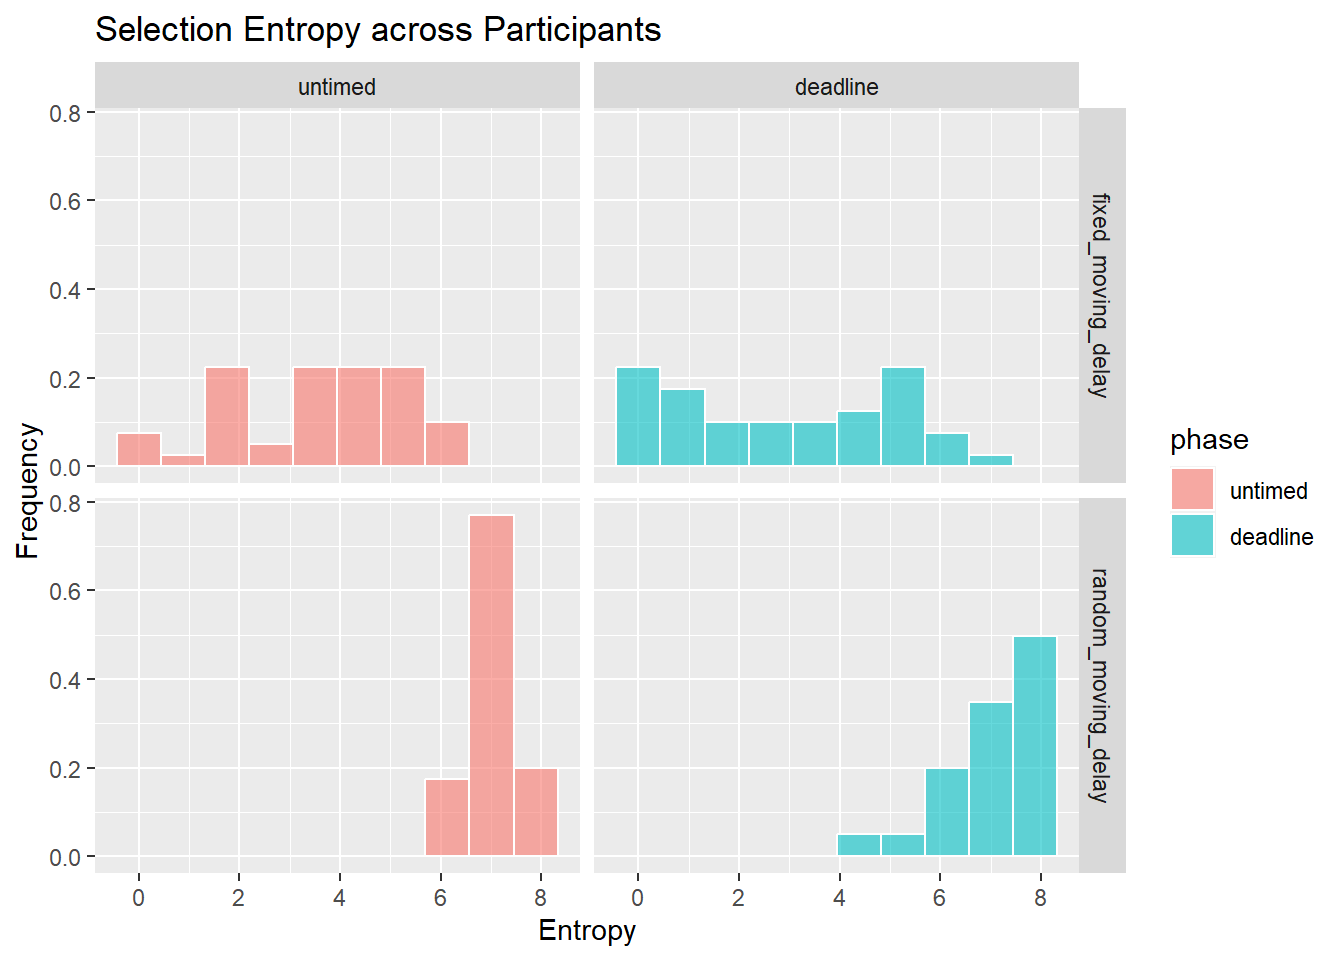 Selection Entropy across Participants
untimed
deadline
0.8
0.6
0.4
0.2
0.0
fixed_moving_delay
0.8
0.6
0.4
0.2
0.0
random_moving_delay
Frequency
0 2 4 6 8
0 2 4 6 8
Entropy
phase
untimed
deadline